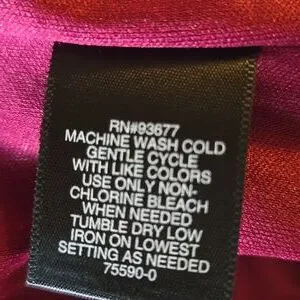 RN#93677
MACHINE WASH COLD
GENTLE CYCLE
WITH LIKE COLORS
USE ONLY NON-
CHLORINE BLEACH
WHEN NEEDED
TUMBLE DRY LOW
IRON ON LOWEST
SETTING AS NEEDED
75590-0